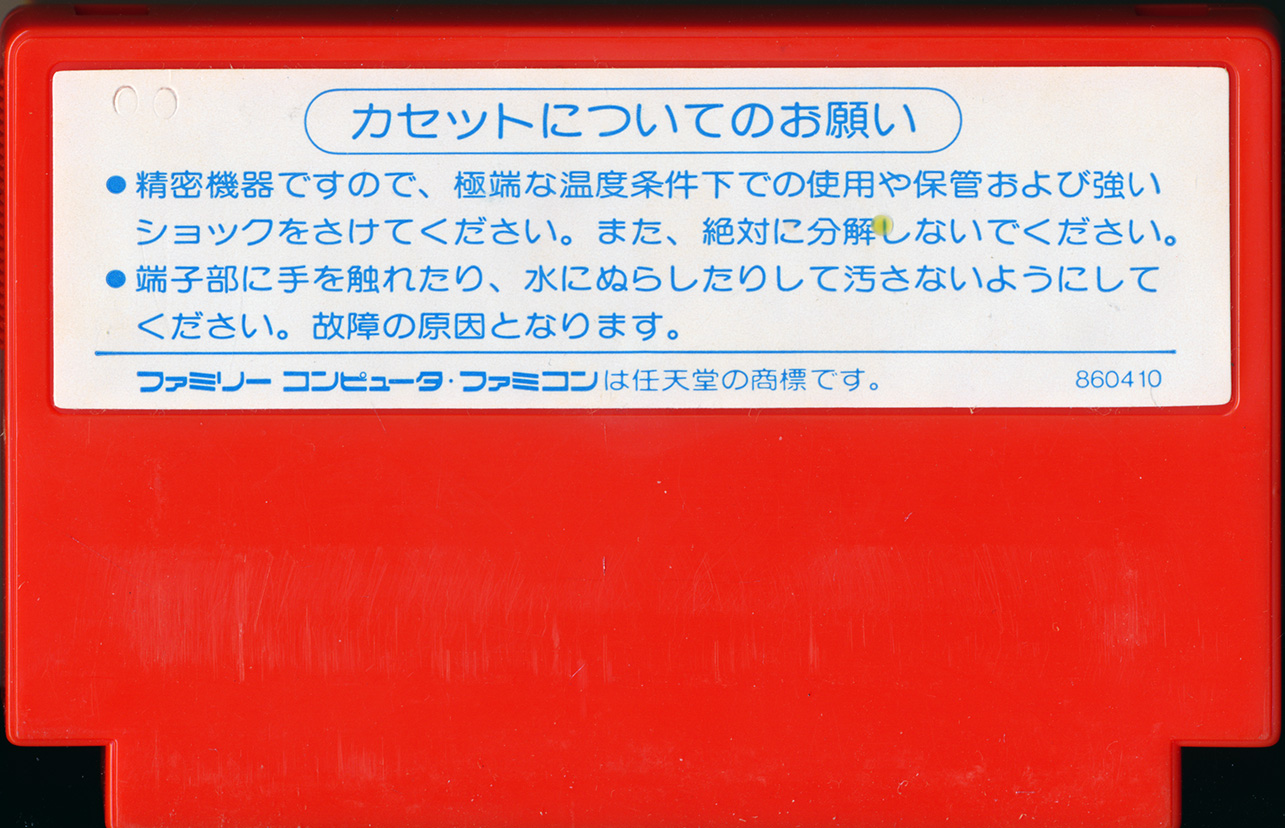 カセットについてのお願い
●精密機器ですので、極端な温度条件下での使用や保管および強い
ショックをさけてください。また、絶対に分解しないでください。
●端子部に手を触れたり、水にぬらしたりして汚さないようにして
ください。故障の原因となります。
ファミリー コンピュータ・ファミコンは任天堂の商標です。 860410